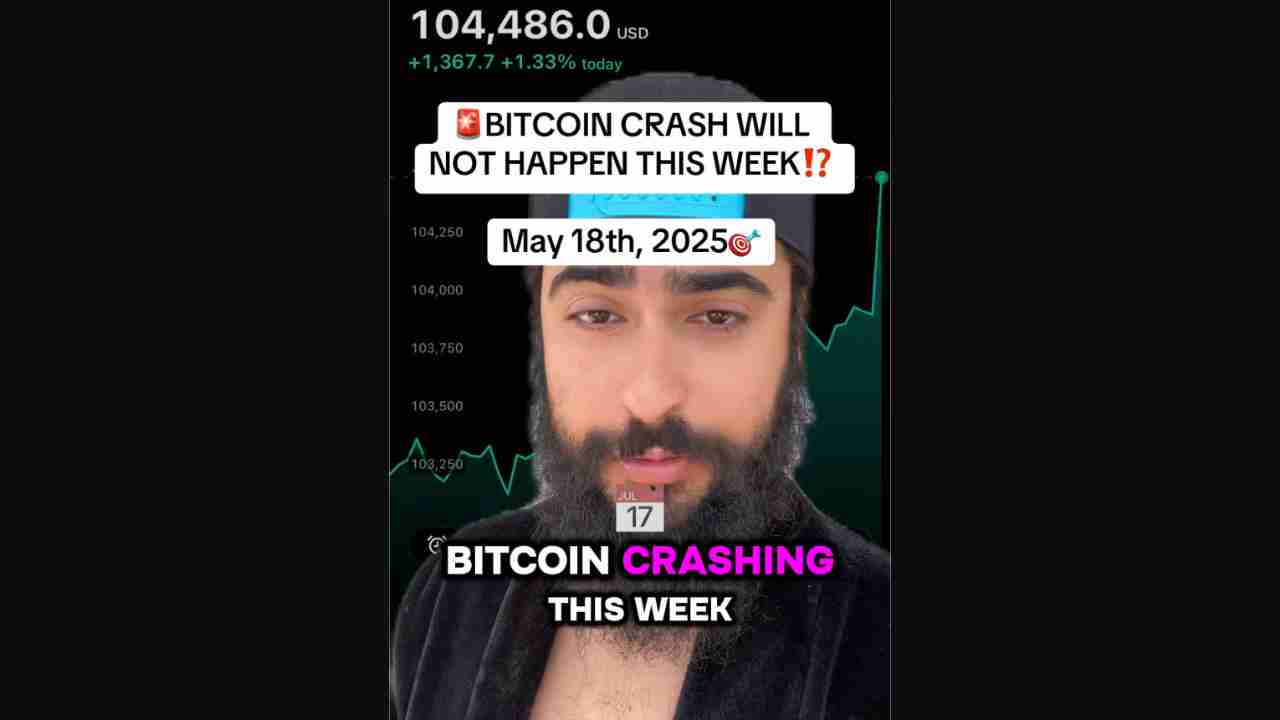 104,486.0 USD
+1,367.7 +1.33% today
🚨BITCOIN CRASH WILL
NOT HAPPEN THIS WEEK⁉️
May 18th, 2025🎯
104,250
104,000
103,750
103,500
103,250
JUL
17
BITCOIN CRASHING
THIS WEEK